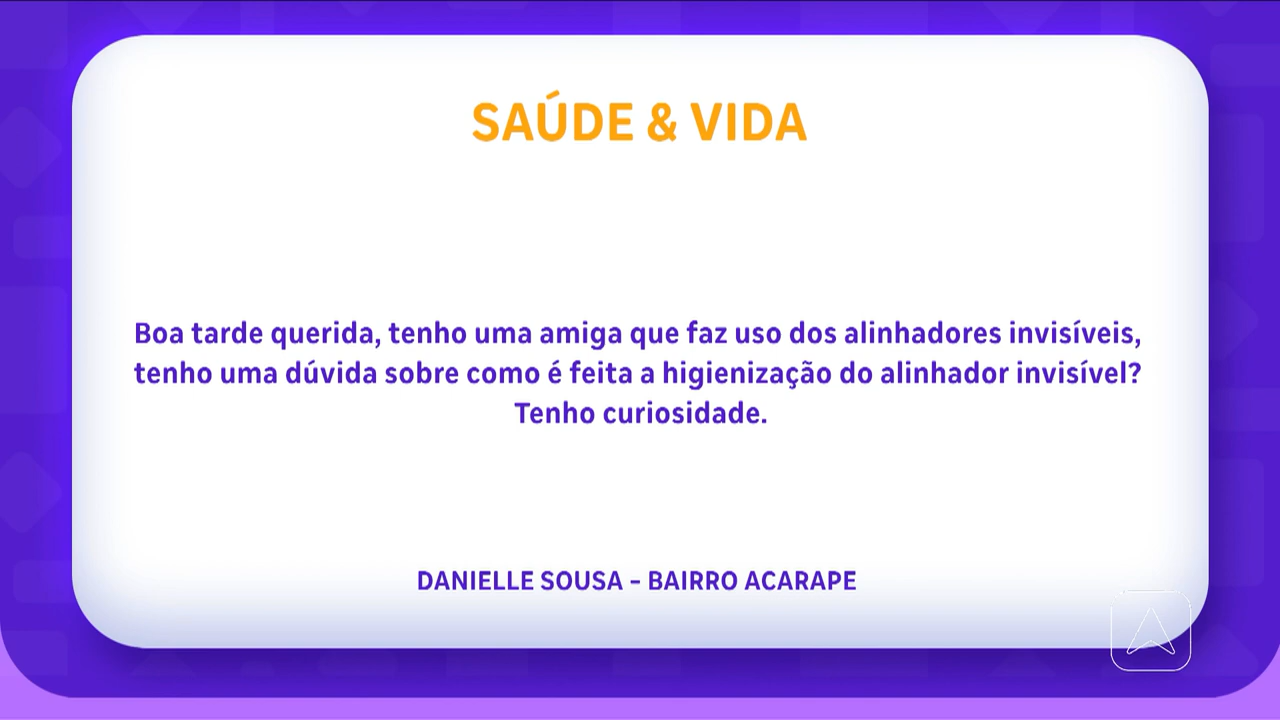 SAÚDE & VIDA
Boa tarde querida, tenho uma amiga que faz uso dos alinhadores invisíveis,
tenho uma dúvida sobre como é feita a higienização do alinhador invisível?
Tenho curiosidade.
DANIELLE SOUSA - BAIRRO ACARAPE